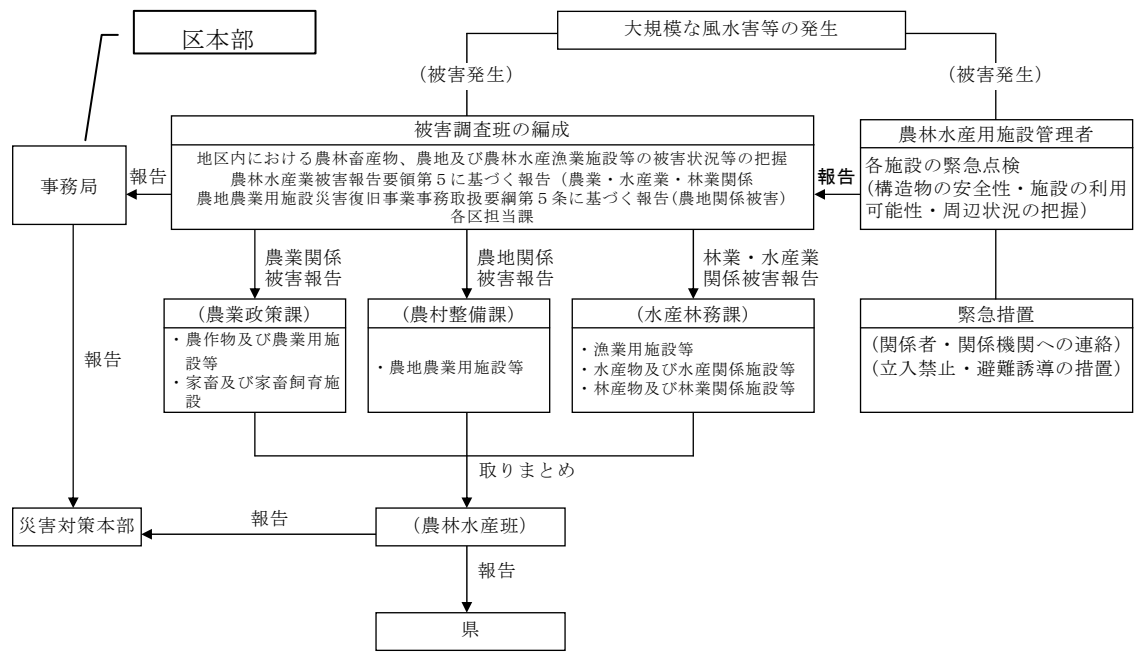 大規模な風水害等の発生
区本部
(被害発生)
(被害発生)
被害調査班の編成
地区内における農林畜産物、農地及び農林水産漁業施設等の被害状況等の把握
農林水産業被害報告要領第５に基づく報告（農業・水産業・林業関係
農地農業用施設災害復旧事業事務取扱要綱第５条に基づく報告(農地関係被害)
各区担当課
農林水産用施設管理者
各施設の緊急点検
(構造物の安全性・施設の利用
可能性・周辺状況の把握)
事務局
報告
報告
農業関係
被害報告
農地関係
被害報告
林業・水産業
関係被害報告
(農業政策課)
・農作物及び農業用施
設等
・家畜及び家畜飼育施
設
(農村整備課)
・農地農業用施設等
(水産林務課)
・漁業用施設等
・水産物及び水産関係施設等
・林産物及び林業関係施設等
緊急措置
(関係者・関係機関への連絡)
(立入禁止・避難誘導の措置)
報告
取りまとめ
災害対策本部
報告
(農林水産班)
報告
県